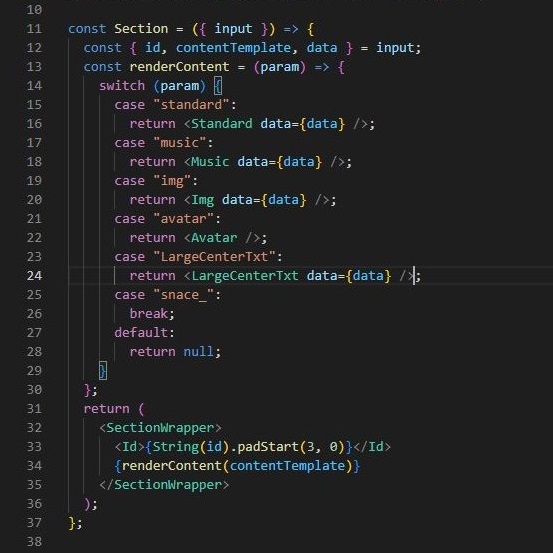 10
11 const Section = ({ input }) => {
12 const { id, contentTemplate, data } = input;
13 const renderContent = (param) => {
14 switch (param) {
15 case "standard":
16 return <Standard data={data} />;
17 case "music":
18 return <Music data={data} />;
19 case "img":
20 return <Img data={data} />;
21 case "avatar":
22 return <Avatar />;
23 case "LargeCenterTxt":
24 return <LargeCenterTxt data={data} />;
25 case "snace_":
26 break;
27 default:
28 return null;
29 }
30 };
31 return (
32 <SectionWrapper>
33 <Id>{String(id).padStart(3, 0)}</Id>
34 {renderContent(contentTemplate)}
35 </SectionWrapper>
36 );
37 };
38